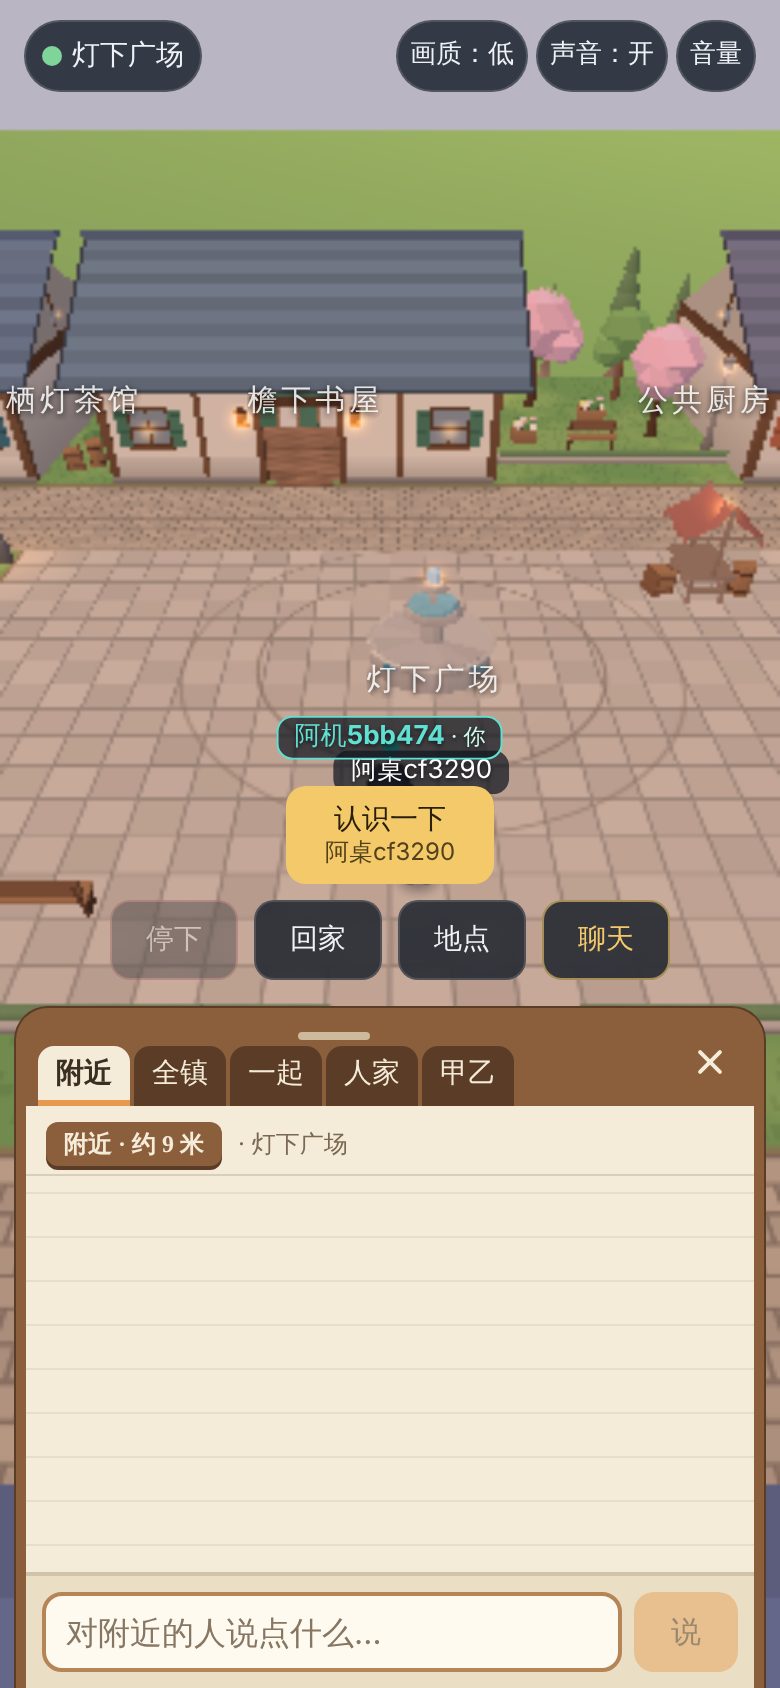 灯下广场
画质：低
声音：开
音量
栖灯茶馆
檐下书屋
公共厨房
灯下广场
阿机5bb474 · 你
阿桌cf3290
认识一下
阿桌cf3290
停下
回家
地点
聊天
附近
全镇
一起
人家
甲乙
附近 · 约 9 米
· 灯下广场
对附近的人说点什么...
说